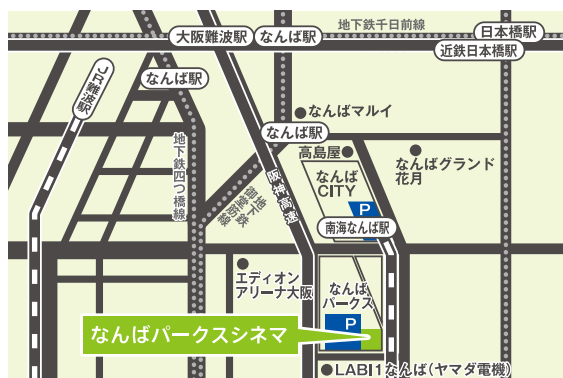 地下鉄千日前線
日本橋駅
大阪難波駅
なんば駅
近鉄日本橋駅
JR難波駅
なんば駅
なんばマルイ
なんば駅
地下鉄四つ橋線
高島屋
なんば
CITY
なんばグランド
花月
阪神高速
地下鉄
御堂筋線
P
南海なんば駅
エディオン
アリーナ大阪
なんば
パークス
P
なんばパークスシネマ
LABI1なんば(ヤマダ電機)